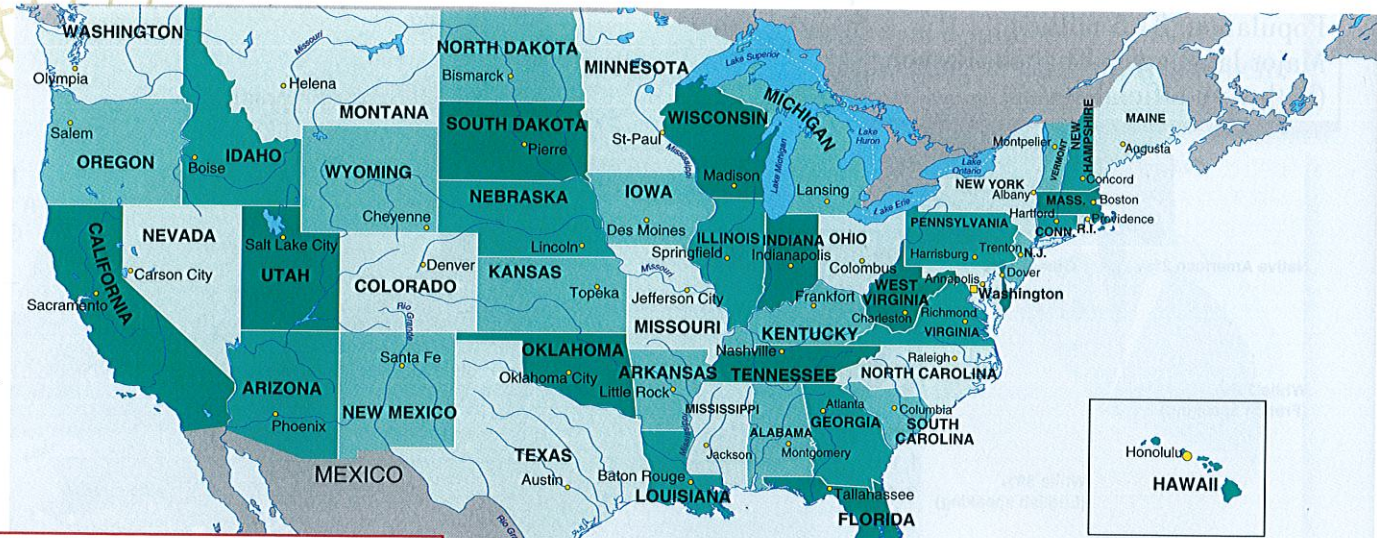 WASHINGTON
Olympia
Missouri
Helena
MONTANA
NORTH DAKOTA
Bismarck
MINNESOTA
St-Paul
Lake Superior
MICHIGAN
Lake Huron
Lake Michigan
Lansing
Lake Ontario
Lake Erie
WISCONSIN
Madison
Mississippi
Montpelier
VERMONT
NEW HAMPSHIRE
MAINE
Augusta
Concord
NEW YORK
Albany
MASS.
Boston
Hartford
Providence
CONN.
R.I.
Salem
OREGON
Boise
IDAHO
WYOMING
Cheyenne
SOUTH DAKOTA
Pierre
NEBRASKA
Lincoln
IOWA
Des Moines
ILLINOIS
Springfield
INDIANA
Indianapolis
OHIO
Colombus
PENNSYLVANIA
Harrisburg
Trenton
N.J.
Dover
Annapolis
Washington
CALIFORNIA
Sacramento
NEVADA
Carson City
Salt Lake City
UTAH
Denver
COLORADO
Rio Grande
KANSAS
Topeka
Missouri
Jefferson City
MISSOURI
Frankfort
KENTUCKY
WEST
VIRGINIA
Charleston
Richmond
VIRGINIA
ARIZONA
Phoenix
Santa Fe
NEW MEXICO
OKLAHOMA
Oklahoma City
ARKANSAS
Little Rock
Nashville
TENNESSEE
Raleigh
NORTH CAROLINA
Columbia
SOUTH
CAROLINA
MISSISSIPPI
Mississippi
Jackson
ALABAMA
Montgomery
Atlanta
GEORGIA
MEXICO
TEXAS
Austin
Rio Gr
Baton Rouge
LOUISIANA
Tallahassee
FLORIDA
Honolulu
HAWAII